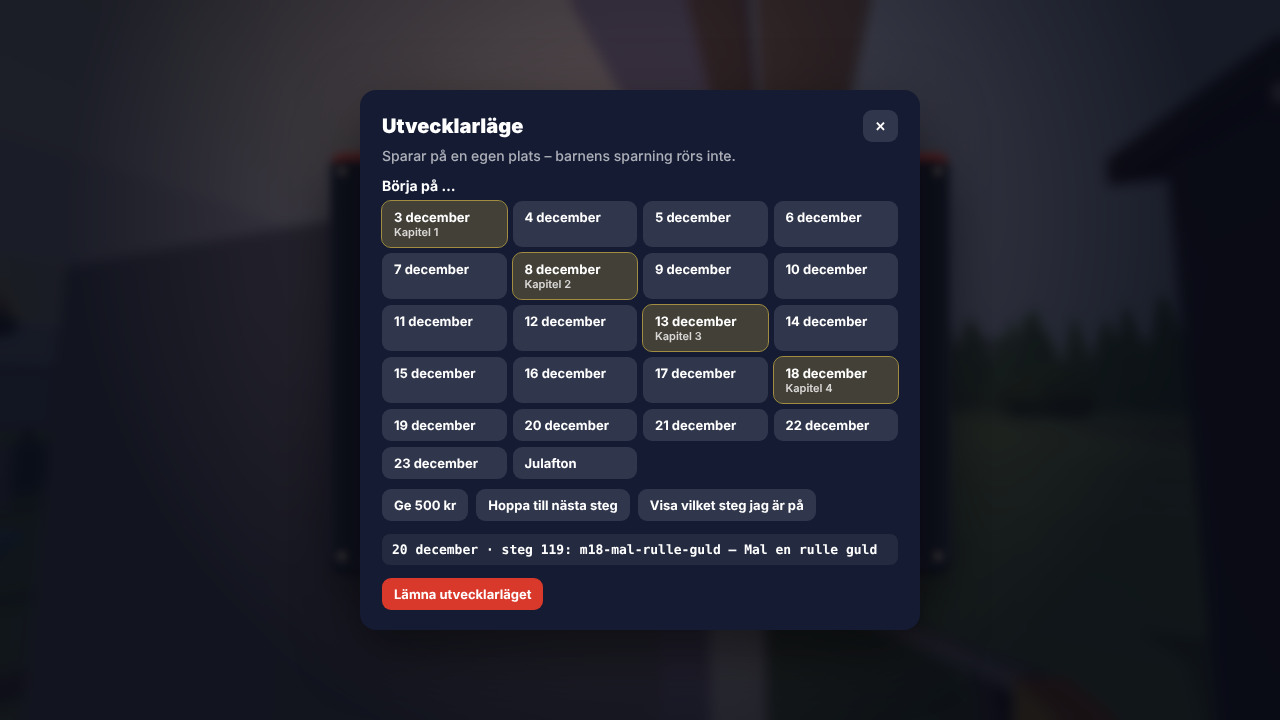 Utvecklarläge
×
Sparar på en egen plats – barnens sparning rörs inte.
Börja på ...
3 december
Kapitel 1
4 december
5 december
6 december
7 december
8 december
Kapitel 2
9 december
10 december
11 december
12 december
13 december
Kapitel 3
14 december
15 december
16 december
17 december
18 december
Kapitel 4
19 december
20 december
21 december
22 december
23 december
Julafton
Ge 500 kr
Hoppa till nästa steg
Visa vilket steg jag är på
20 december · steg 119: m18-mal-rulle-guld — Mal en rulle guld
Lämna utvecklarläget